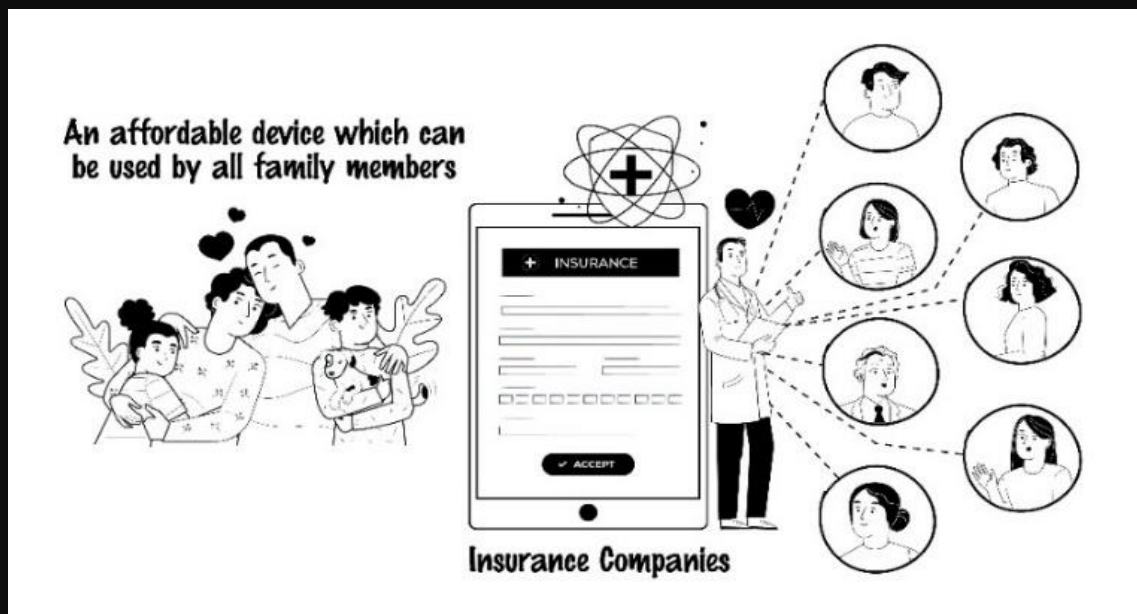 An affordable device which can
be used by all family members
INSURANCE
ACCEPT
Insurance Companies